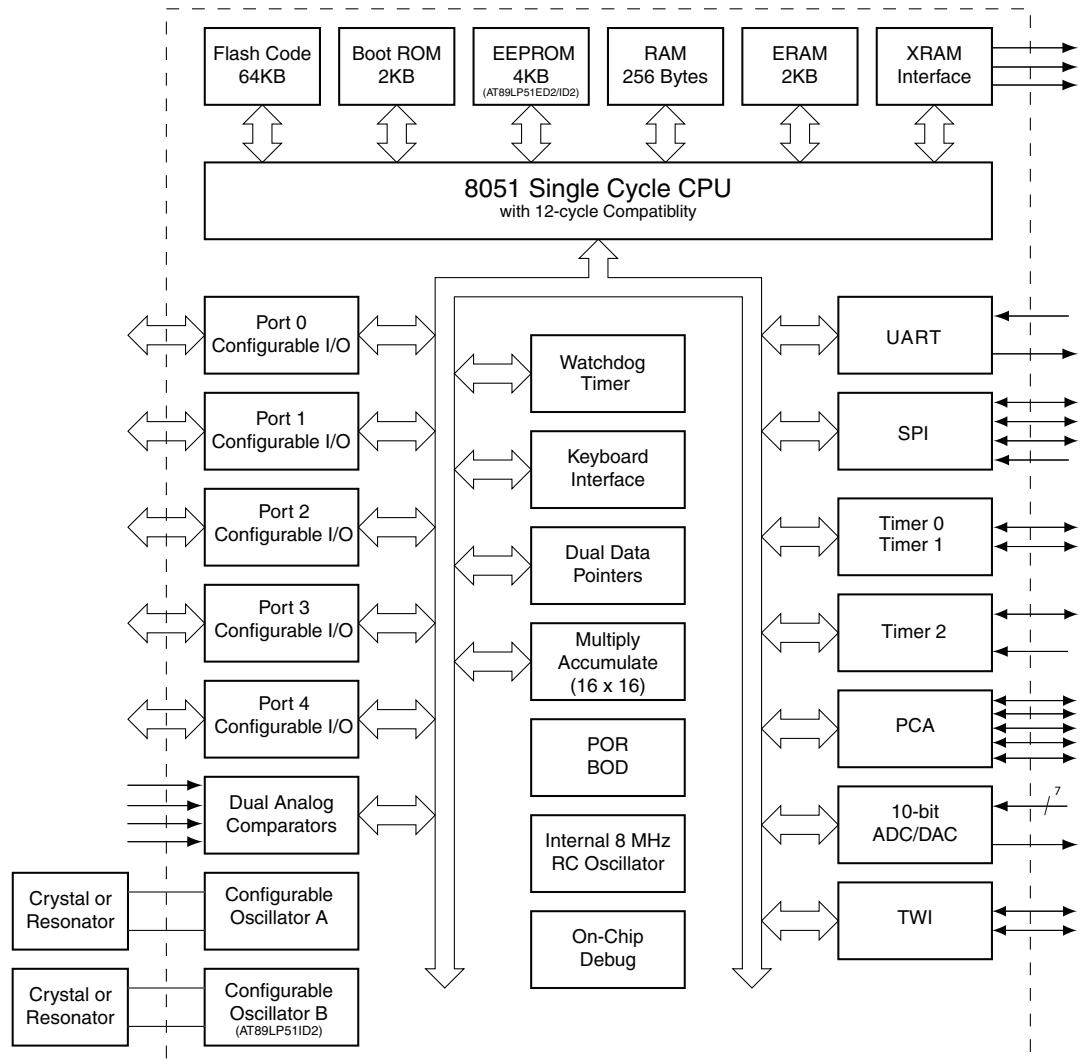 Flash Code
64KB
Boot ROM
2KB
EEPROM
4KB
(AT89LP51ED2/ID2)
RAM
256 Bytes
ERAM
2KB
XRAM
Interface
8051 Single Cycle CPU
with 12-cycle Compatiblity
Port 0
Configurable I/O
Port 1
Configurable I/O
Port 2
Configurable I/O
Port 3
Configurable I/O
Port 4
Configurable I/O
Dual Analog
Comparators
Crystal or
Resonator
Configurable
Oscillator A
Crystal or
Resonator
Configurable
Oscillator B
(AT89LP51ID2)
Watchdog
Timer
Keyboard
Interface
Dual Data
Pointers
Multiply
Accumulate
(16 x 16)
POR
BOD
Internal 8 MHz
RC Oscillator
On-Chip
Debug
UART
SPI
Timer 0
Timer 1
Timer 2
PCA
10-bit
ADC/DAC
7
TWI